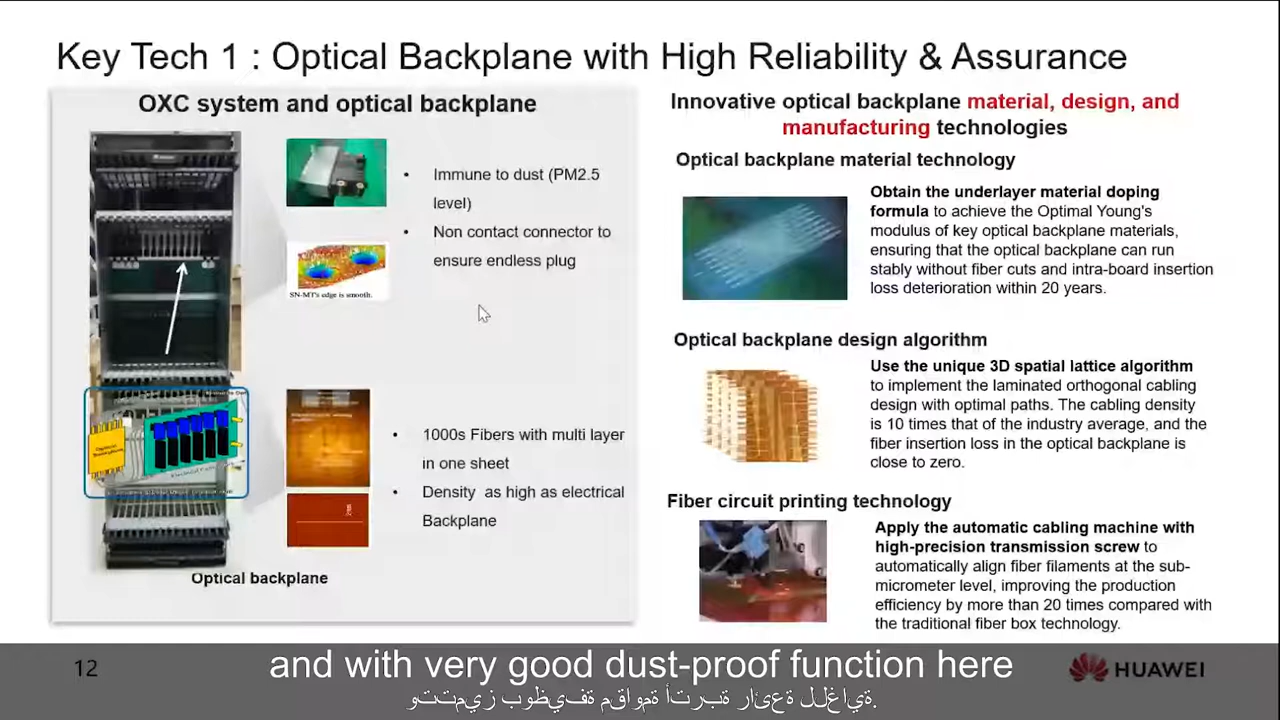 Key Tech 1 : Optical Backplane with High Reliability & Assurance
OXC system and optical backplane
• Immune to dust (PM2.5
level)
• Non contact connector to
ensure endless plug
SN-MT's edge is smooth.
• 1000s Fibers with multi layer
in one sheet
• Density as high as electrical
Backplane
Optical backplane
Innovative optical backplane material, design, and
manufacturing technologies
Optical backplane material technology
Obtain the underlayer material doping
formula to achieve the Optimal Young's
modulus of key optical backplane materials,
ensuring that the optical backplane can run
stably without fiber cuts and intra-board insertion
loss deterioration within 20 years.
Optical backplane design algorithm
Use the unique 3D spatial lattice algorithm
to implement the laminated orthogonal cabling
design with optimal paths. The cabling density
is 10 times that of the industry average, and the
fiber insertion loss in the optical backplane is
close to zero.
Fiber circuit printing technology
Apply the automatic cabling machine with
high-precision transmission screw to
automatically align fiber filaments at the sub-
micrometer level, improving the production
efficiency by more than 20 times compared with
the traditional fiber box technology.
12
and with very good dust-proof function here
وتتميز بوظيفة مقاومة أتربة رائعة للغاية.
HUAWEI